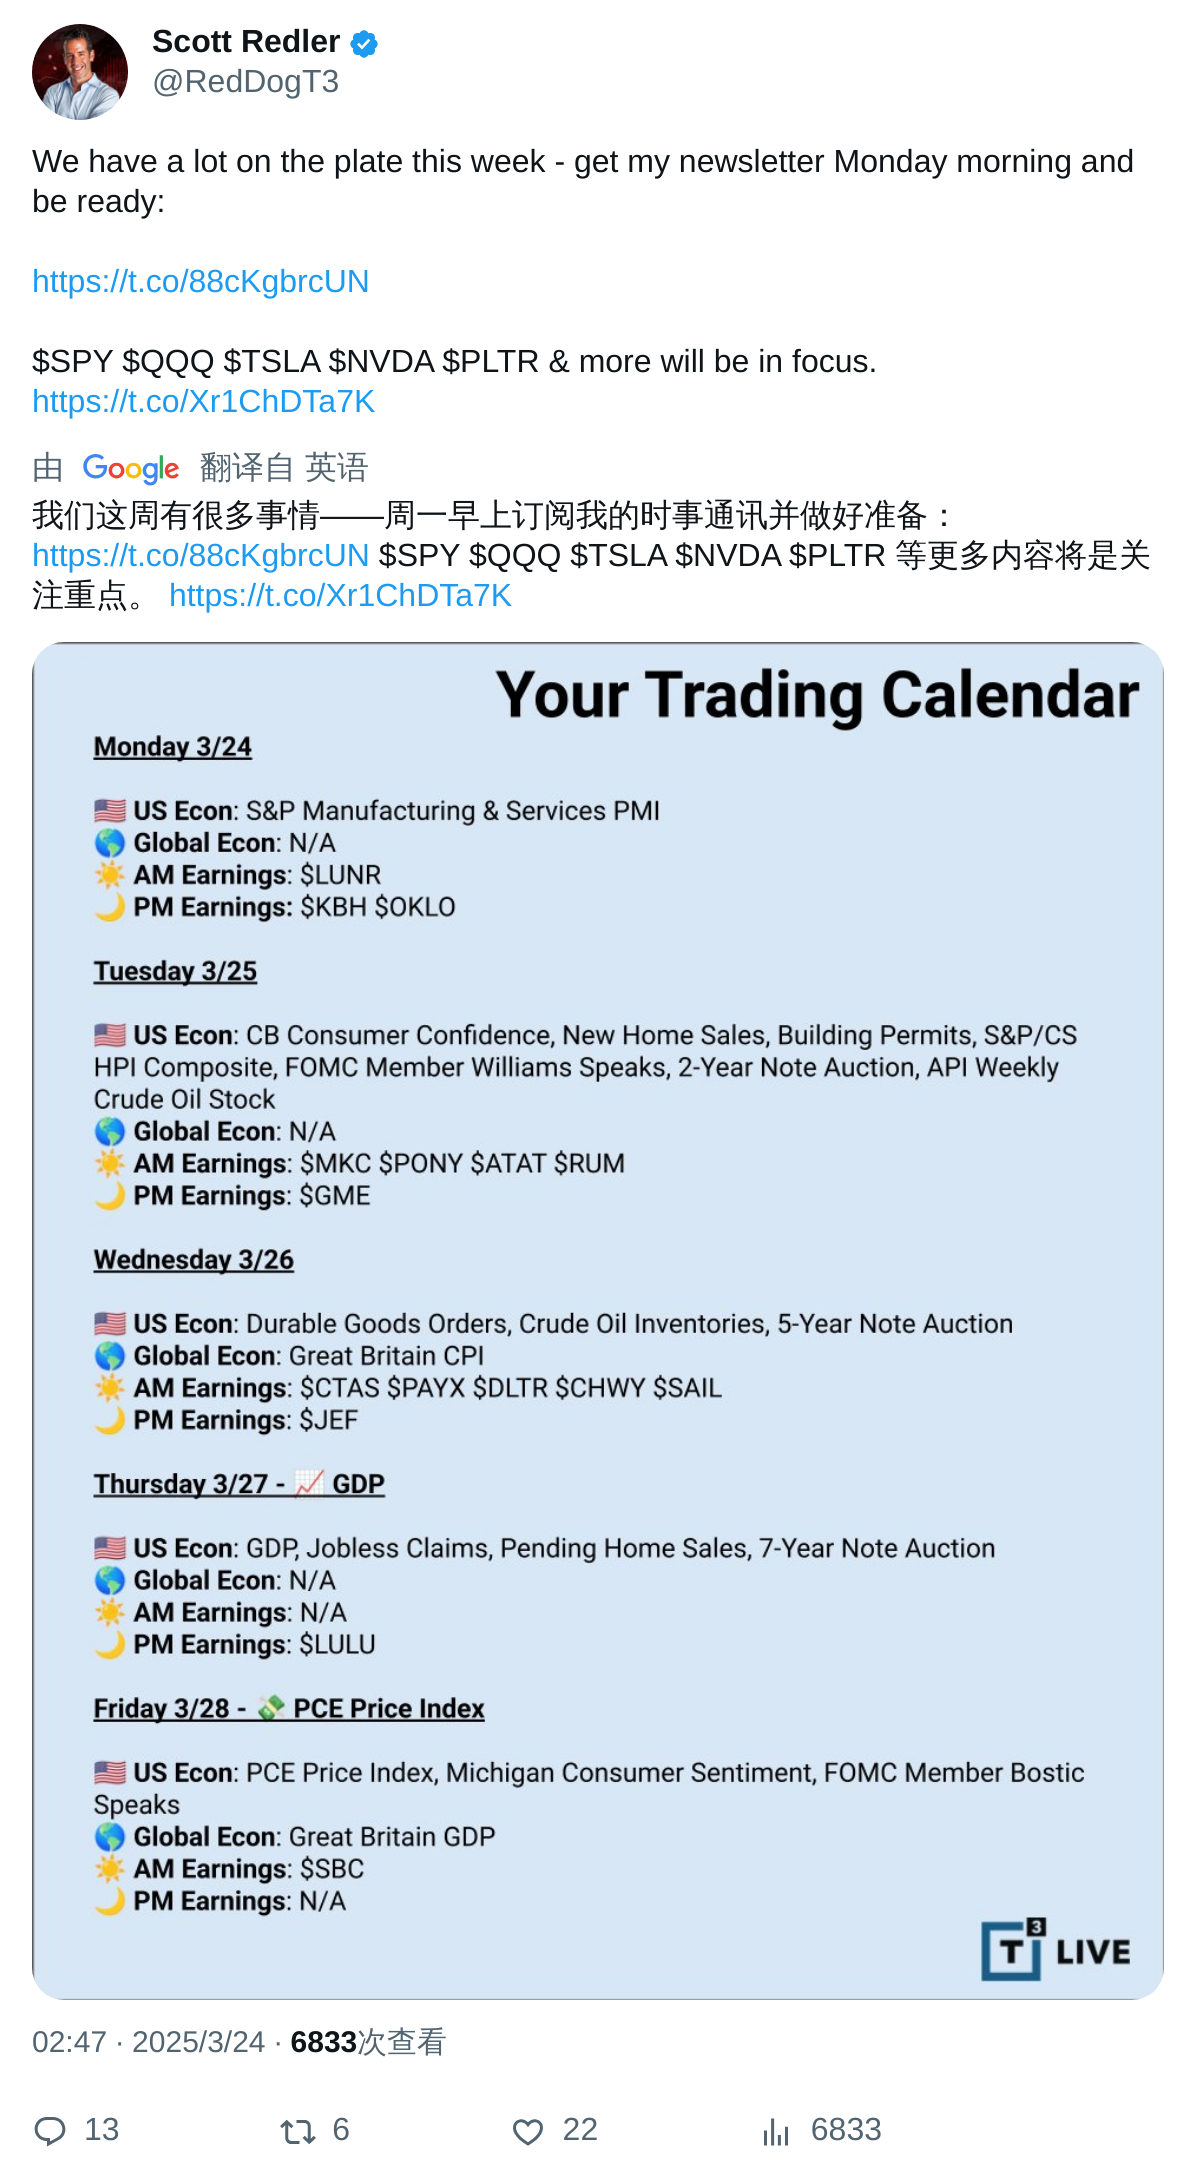 Scott Redler
@RedDogT3
We have a lot on the plate this week - get my newsletter Monday morning and
be ready:
https://t.co/88cKgbrcUN
$SPY $QQQ $TSLA $NVDA $PLTR & more will be in focus.
https://t.co/Xr1ChDTa7K
由 Google 翻译自 英语
我们这周有很多事情——周一早上订阅我的时事通讯并做好准备：
https://t.co/88cKgbrcUN $SPY $QQQ $TSLA $NVDA $PLTR 等更多内容将是关
注重点。 https://t.co/Xr1ChDTa7K
Your Trading Calendar
Monday 3/24
🇺🇸 US Econ: S&P Manufacturing & Services PMI
🌎 Global Econ: N/A
☀️ AM Earnings: $LUNR
🌙 PM Earnings: $KBH $OKLO
Tuesday 3/25
🇺🇸 US Econ: CB Consumer Confidence, New Home Sales, Building Permits, S&P/CS
HPI Composite, FOMC Member Williams Speaks, 2-Year Note Auction, API Weekly
Crude Oil Stock
🌎 Global Econ: N/A
☀️ AM Earnings: $MKC $PONY $ATAT $RUM
🌙 PM Earnings: $GME
Wednesday 3/26
🇺🇸 US Econ: Durable Goods Orders, Crude Oil Inventories, 5-Year Note Auction
🌎 Global Econ: Great Britain CPI
☀️ AM Earnings: $CTAS $PAYX $DLTR $CHWY $SAIL
🌙 PM Earnings: $JEF
Thursday 3/27 - 📈 GDP
🇺🇸 US Econ: GDP, Jobless Claims, Pending Home Sales, 7-Year Note Auction
🌎 Global Econ: N/A
☀️ AM Earnings: N/A
🌙 PM Earnings: $LULU
Friday 3/28 - 💸 PCE Price Index
🇺🇸 US Econ: PCE Price Index, Michigan Consumer Sentiment, FOMC Member Bostic
Speaks
🌎 Global Econ: Great Britain GDP
☀️ AM Earnings: $SBC
🌙 PM Earnings: N/A
T3 LIVE
02:47 · 2025/3/24 · 6833次查看
13 6 22 6833